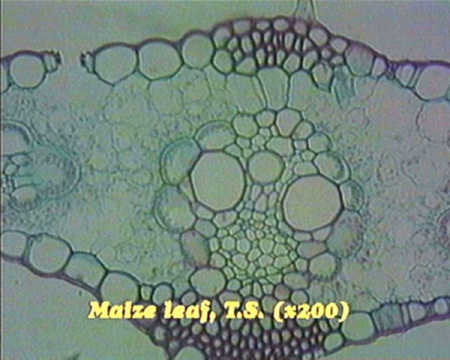 Maize leaf, T.S. (x200)